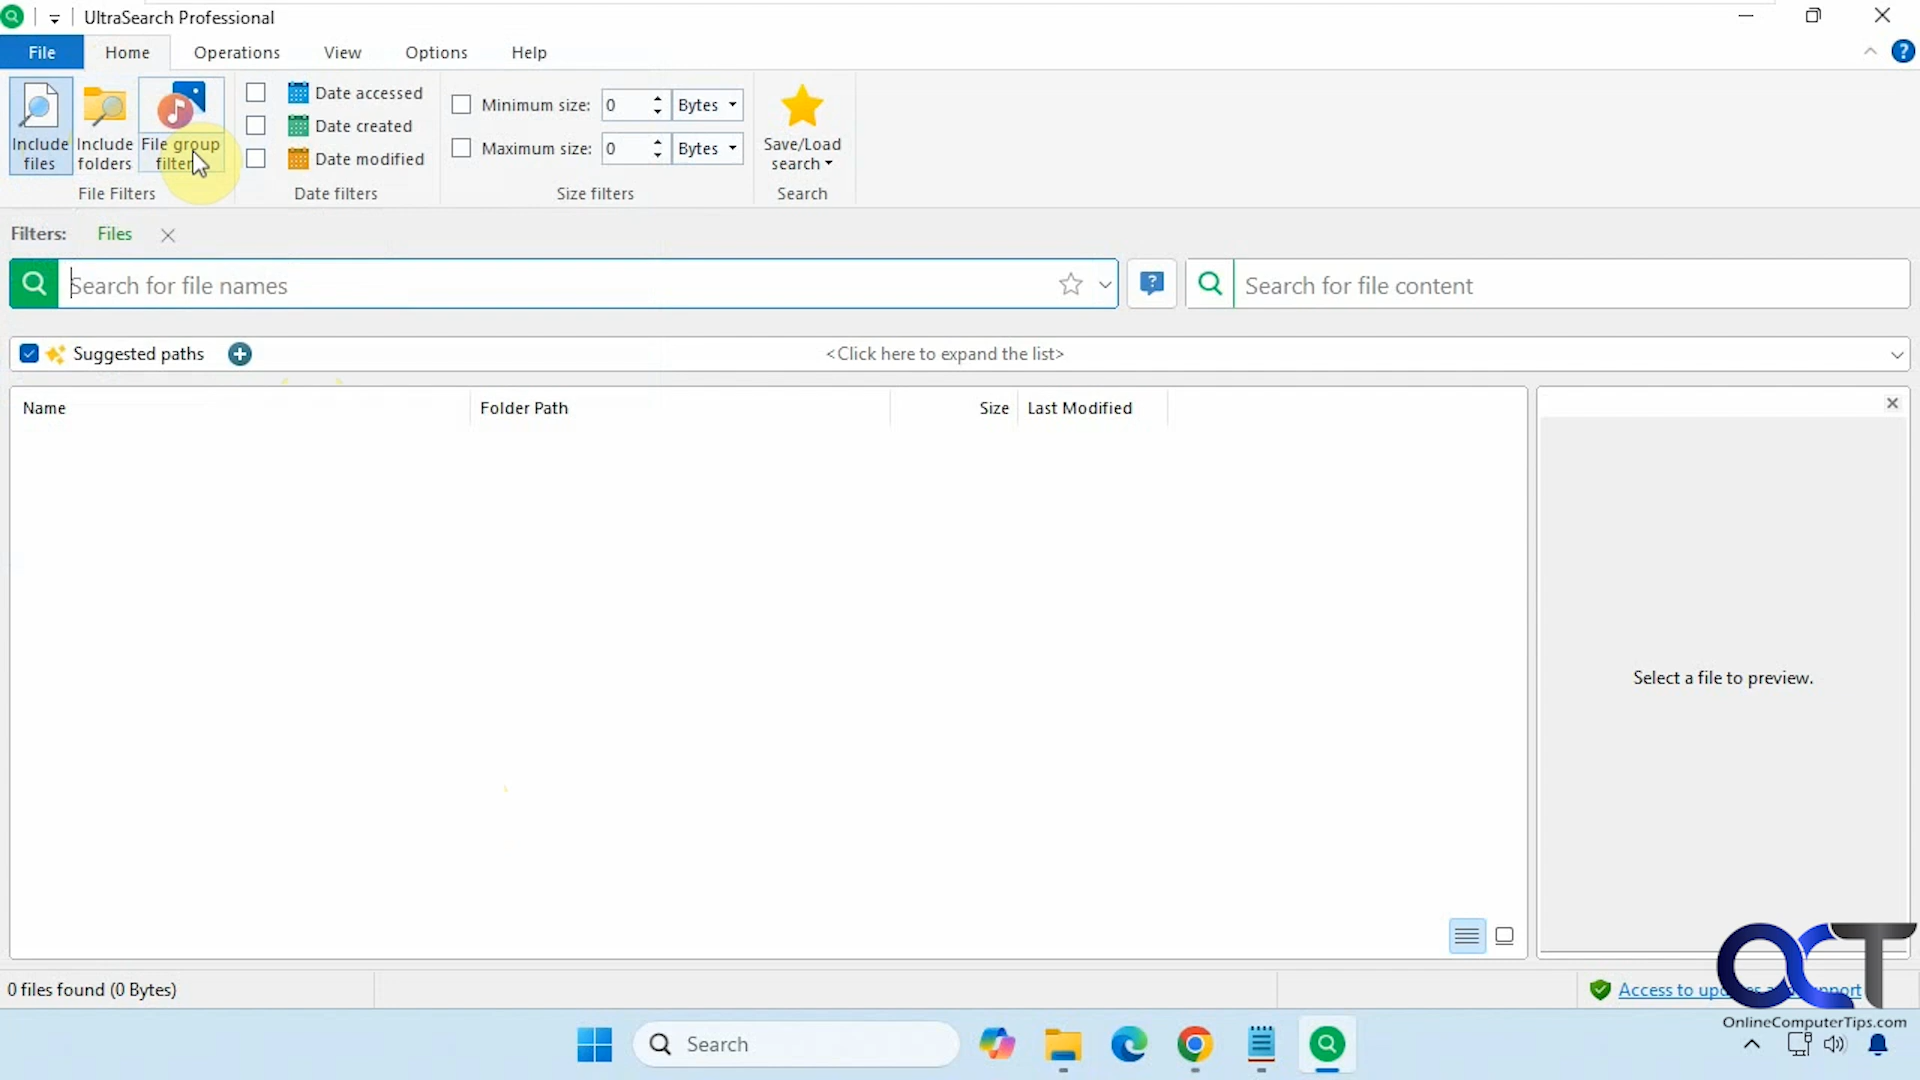 UltraSearch Professional
File Home Operations View Options Help
Include files
Include folders
File group filter
File Filters
Date accessed
Date created
Date modified
Date filters
Minimum size: 0 Bytes
Maximum size: 0 Bytes
Size filters
Save/Load search
Search
Filters: Files
Search for file names
Search for file content
Suggested paths
<Click here to expand the list>
Name Folder Path Size Last Modified
Select a file to preview.
0 files found (0 Bytes)
Access to
OCT
OnlineComputerTips.com
Search